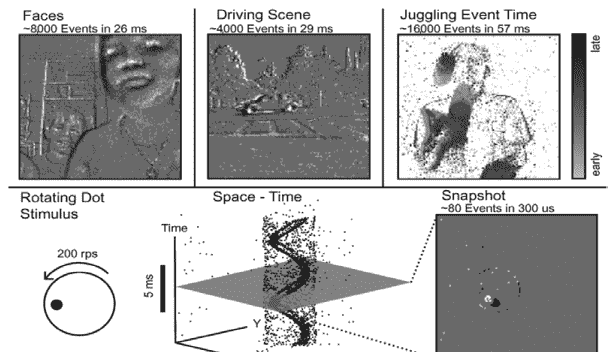 Faces
~8000 Events in 26 ms
Driving Scene
~4000 Events in 29 ms
Juggling Event Time
~16000 Events in 57 ms
late
early
Rotating Dot
Stimulus
200 rps
Space - Time
Time
5 ms
Y
Snapshot
~80 Events in 300 us